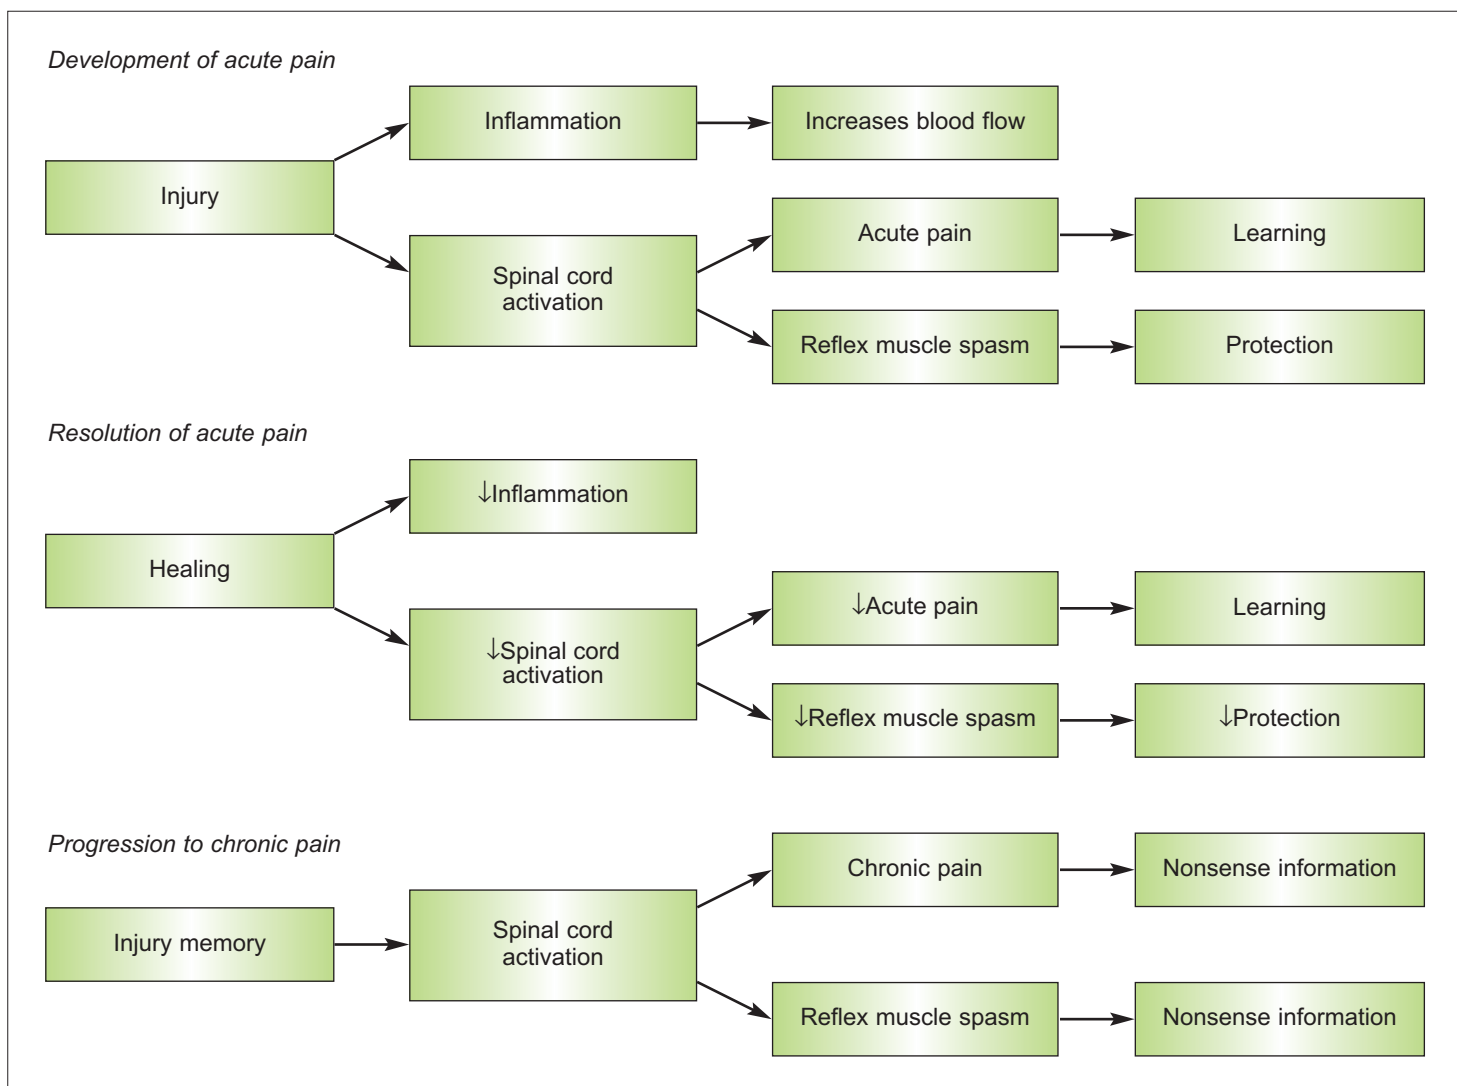 Development of acute pain
Inflammation
Increases blood flow
Injury
Acute pain
Learning
Spinal cord
activation
Reflex muscle spasm
Protection
Resolution of acute pain
↓Inflammation
Healing
↓Acute pain
Learning
↓Spinal cord
activation
↓Reflex muscle spasm
↓Protection
Progression to chronic pain
Chronic pain
Nonsense information
Injury memory
Spinal cord
activation
Reflex muscle spasm
Nonsense information